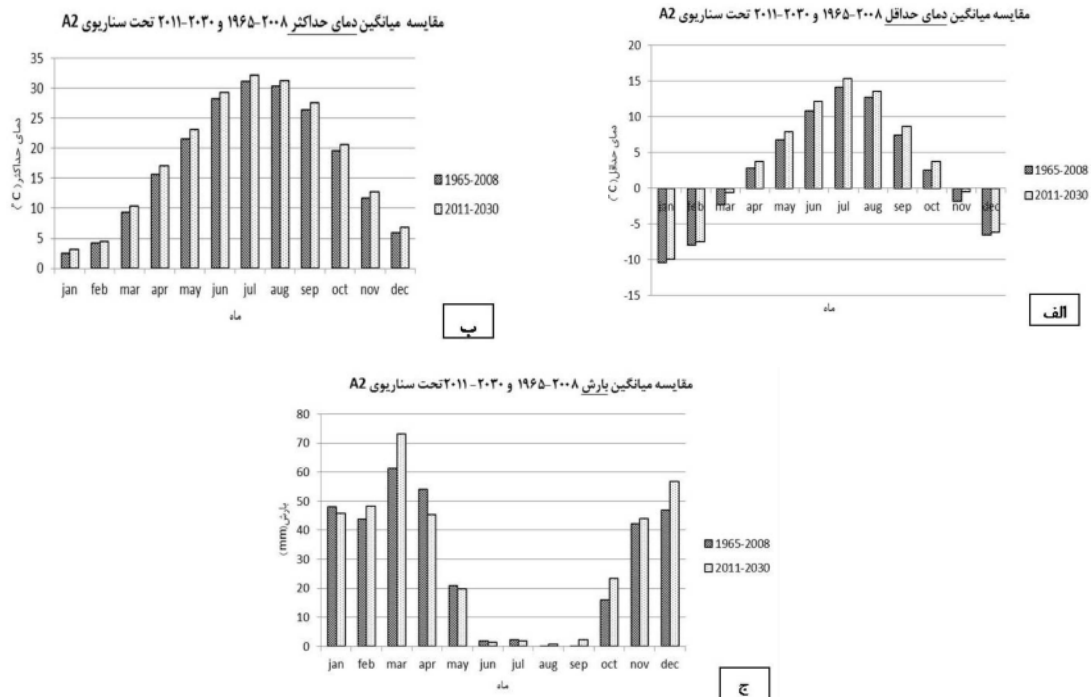 مقایسه میانگین دمای حداقل ۲۰۰۸-۱۹۶۵ و ۲۰۳۰-۲۰۱۱ تحت سناریوی A2
دمای حداقل(°C)
20
15
10
5
0
-5
-10
-15
jan feb mar apr may jun jul aug sep oct nov dec
ماه
1965-2008
2011-2030
الف
مقایسه میانگین دمای حداکثر ۲۰۰۸-۱۹۶۵ و ۲۰۳۰-۲۰۱۱ تحت سناریوی A2
دمای حداکثر(°C)
35
30
25
20
15
10
5
0
jan feb mar apr may jun jul aug sep oct nov dec
ماه
1965-2008
2011-2030
ب
مقایسه میانگین بارش ۲۰۰۸-۱۹۶۵ و ۲۰۳۰-۲۰۱۱تحت سناریوی A2
بارش(mm)
80
70
60
50
40
30
20
10
0
jan feb mar apr may jun jul aug sep oct nov dec
ماه
1965-2008
2011-2030
ج